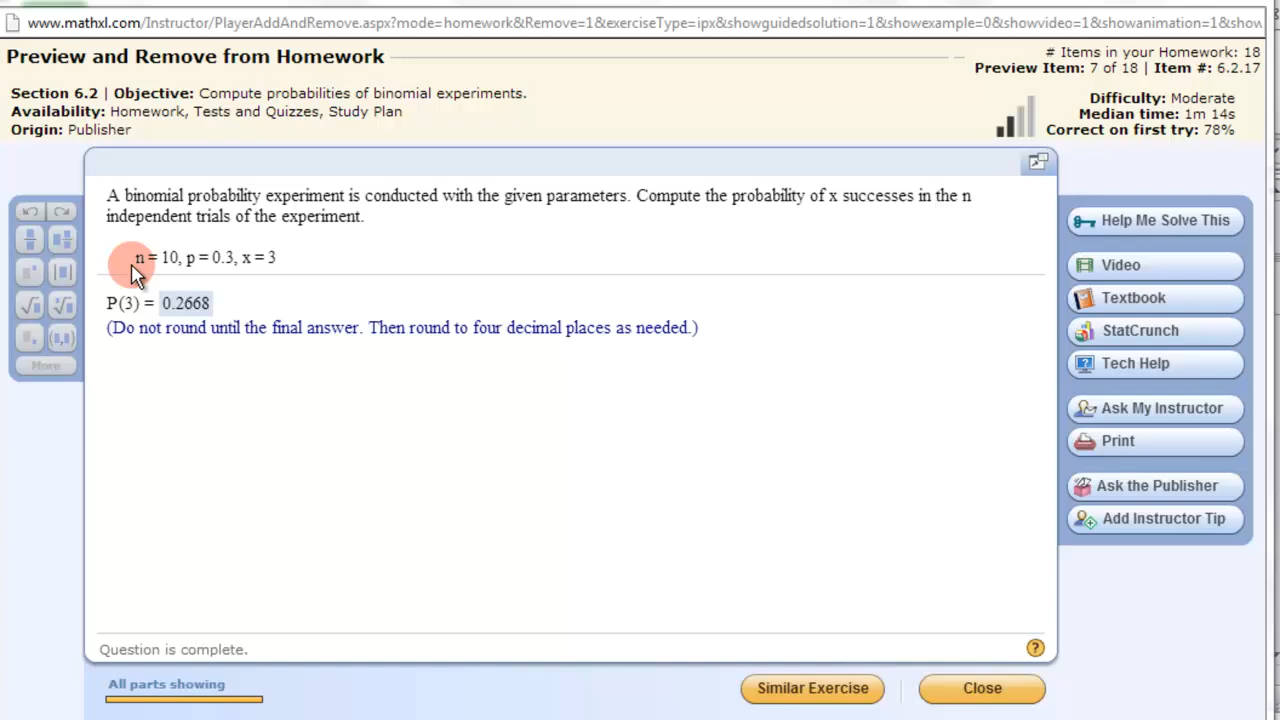 www.mathxl.com/Instructor/PlayerAddAndRemove.aspx?mode=homework&Remove=1&exerciseType=ipx&showguidedsolution=1&showexample=0&showvideo=1&showanimation=1&show
Preview and Remove from Homework
# Items in your Homework: 18
Preview Item: 7 of 18 | Item #: 6.2.17
Section 6.2 | Objective: Compute probabilities of binomial experiments.
Availability: Homework, Tests and Quizzes, Study Plan
Origin: Publisher
Difficulty: Moderate
Median time: 1m 14s
Correct on first try: 78%
A binomial probability experiment is conducted with the given parameters. Compute the probability of x successes in the n
independent trials of the experiment.
n = 10, p = 0.3, x = 3
P(3) = 0.2668
(Do not round until the final answer. Then round to four decimal places as needed.)
More
Help Me Solve This
Video
Textbook
StatCrunch
Tech Help
Ask My Instructor
Print
Ask the Publisher
Add Instructor Tip
Question is complete.
?
All parts showing
Similar Exercise
Close